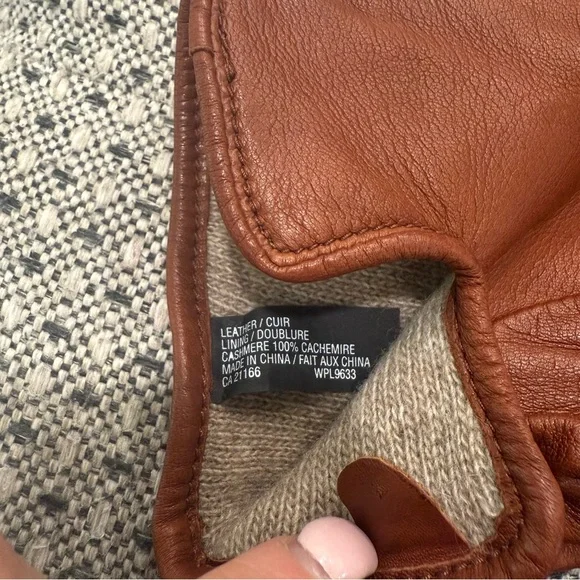 LEATHER / CUIR
LINING / DOUBLURE
CASHMERE 100% CACHEMIRE
MADE IN CHINA / FAIT AUX CHINA
CA 21166 WPL9633